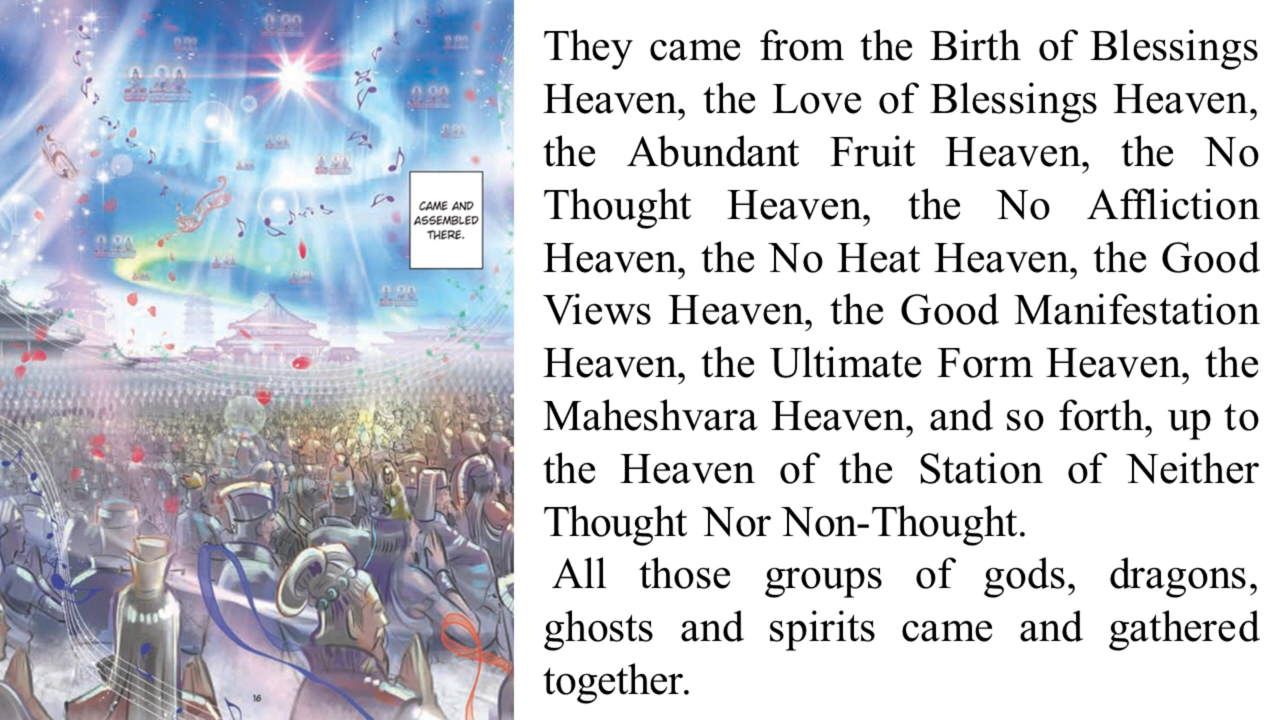 CAME AND
ASSEMBLED
THERE.
16
They came from the Birth of Blessings
Heaven, the Love of Blessings Heaven,
the Abundant Fruit Heaven, the No
Thought Heaven, the No Affliction
Heaven, the No Heat Heaven, the Good
Views Heaven, the Good Manifestation
Heaven, the Ultimate Form Heaven, the
Maheshvara Heaven, and so forth, up to
the Heaven of the Station of Neither
Thought Nor Non-Thought.
All those groups of gods, dragons,
ghosts and spirits came and gathered
together.